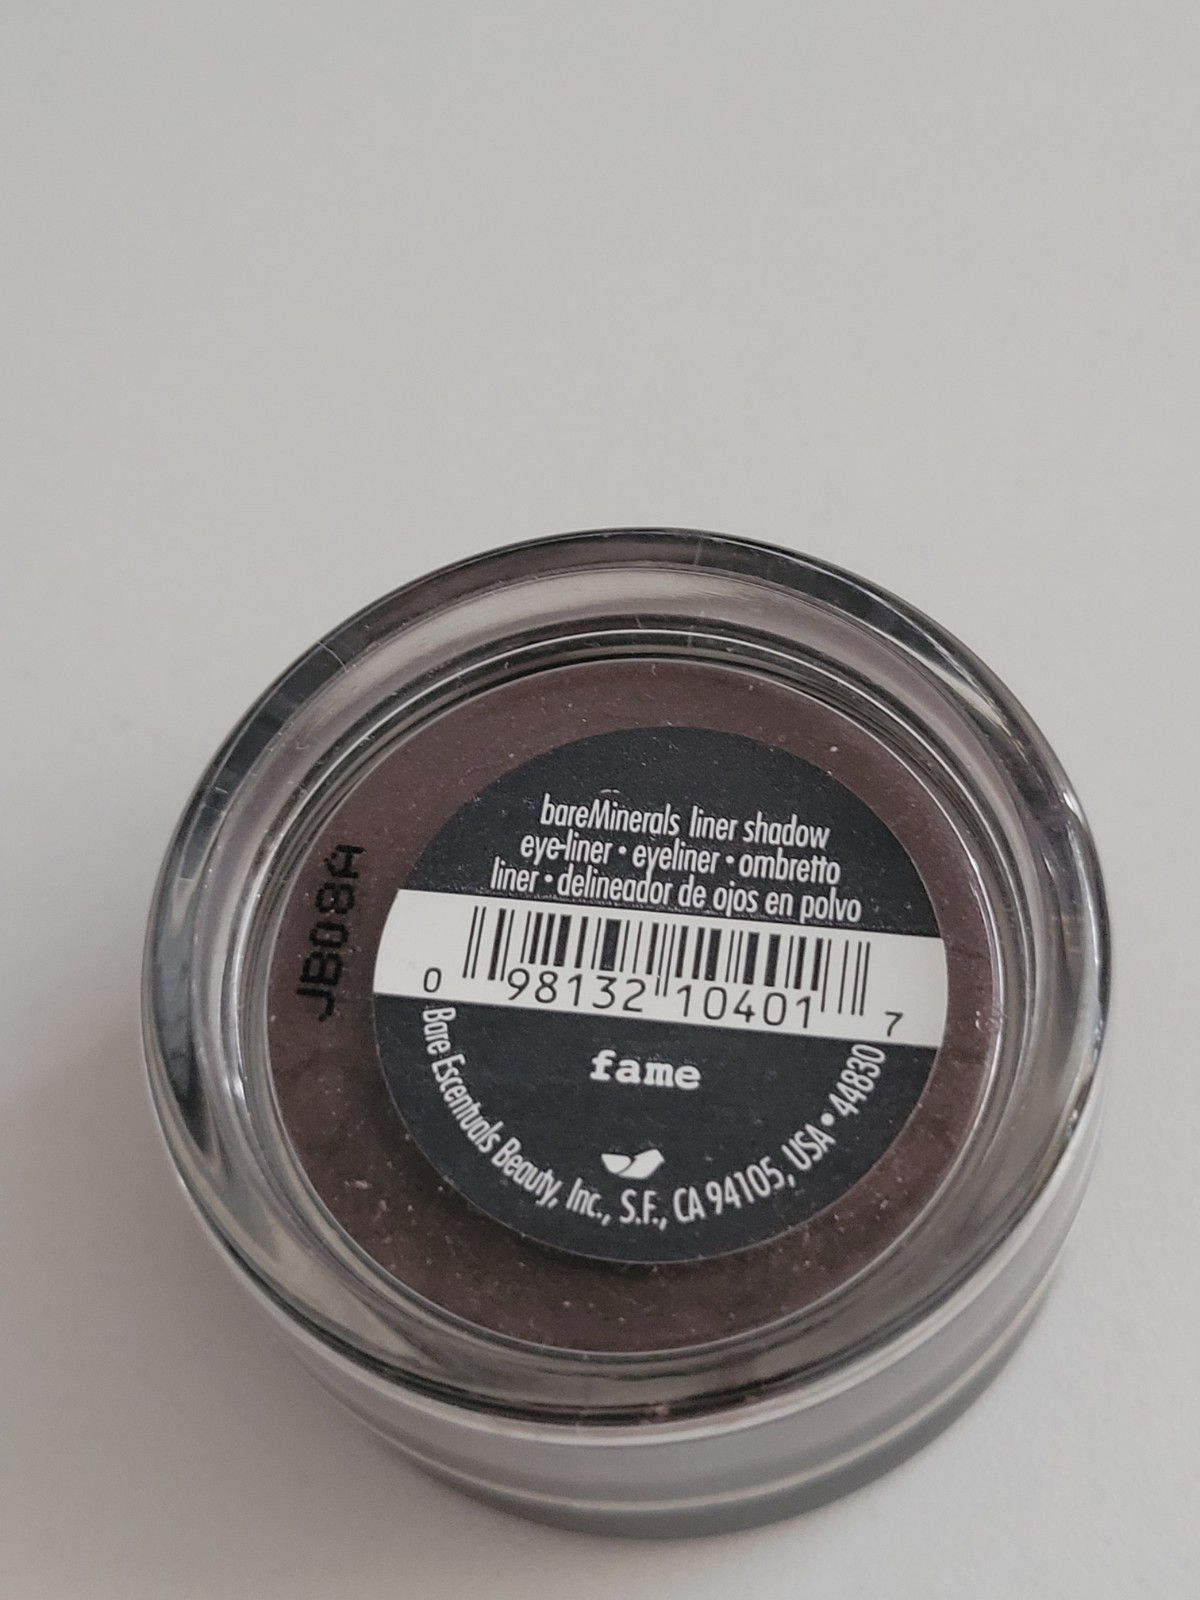 bareMinerals liner shadow
eye-liner • eyeliner • ombretto
liner • delineador de ojos en polvo
0 98132 10401 7
fame
Bare Escentuals Beauty, Inc., S.F., CA 94105, USA • 44830
JB08A